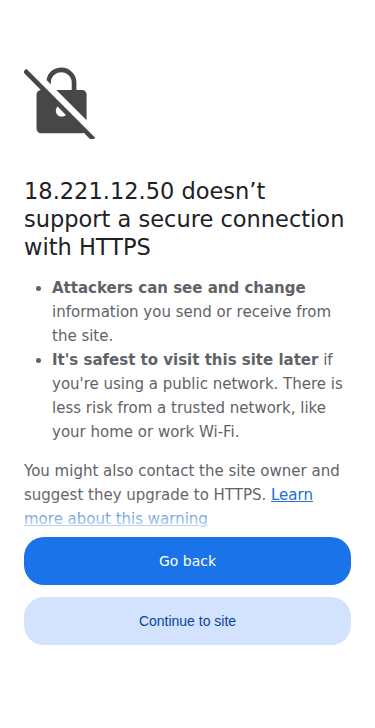 18.221.12.50 doesn’t
support a secure connection
with HTTPS
Attackers can see and change
information you send or receive from
the site.
It's safest to visit this site later if
you're using a public network. There is
less risk from a trusted network, like
your home or work Wi-Fi.
You might also contact the site owner and
suggest they upgrade to HTTPS. Learn
more about this warning
Go back
Continue to site